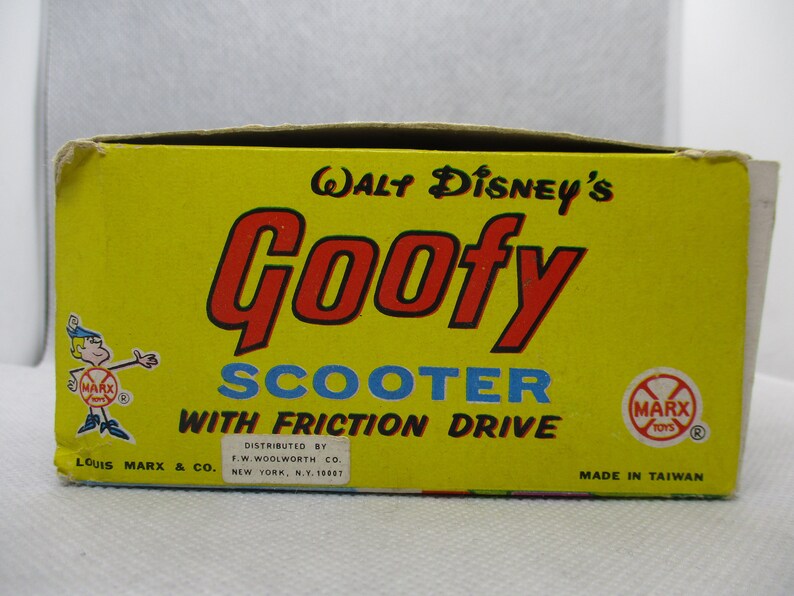 WALT DISNEY'S
Goofy
SCOOTER
WITH FRICTION DRIVE
MARX
TOYS
®
MARX
TOYS
®
DISTRIBUTED BY
F.W. WOOLWORTH CO.
NEW YORK, N.Y. 10007
LOUIS MARX & CO.
MADE IN TAIWAN